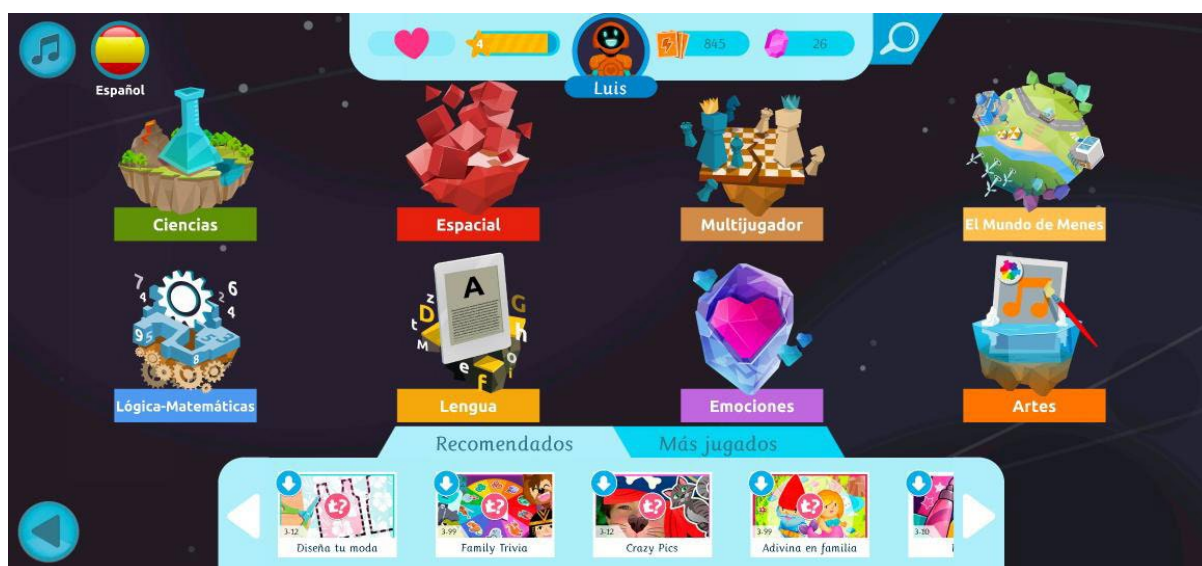 4
845
26
Español
Luis
Ciencias
Espacial
Multijugador
El Mundo de Menes
Lógica-Matemáticas
Lengua
Emociones
Artes
Recomendados
Más jugados
3-12
Diseña tu moda
3-99
Family Trivia
3-12
Crazy Pics
3-99
Adivina en familia
3-10